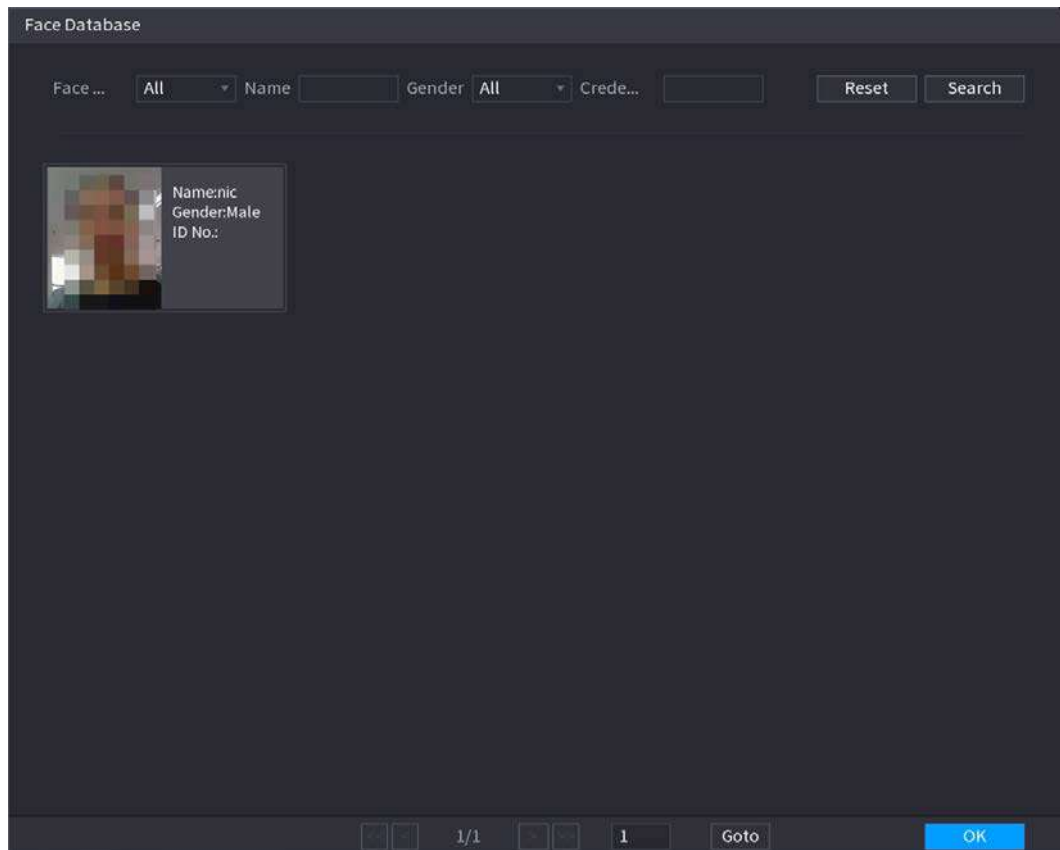 Face Database
Face ... All Name Gender All Crede... Reset Search
Name:nic
Gender:Male
ID No.:
<< < 1/1 > >> 1 Goto OK